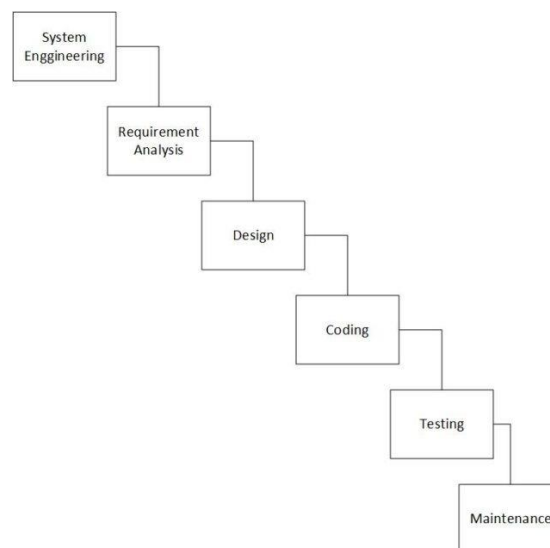 System
Enggineering
Requirement
Analysis
Design
Coding
Testing
Maintenance